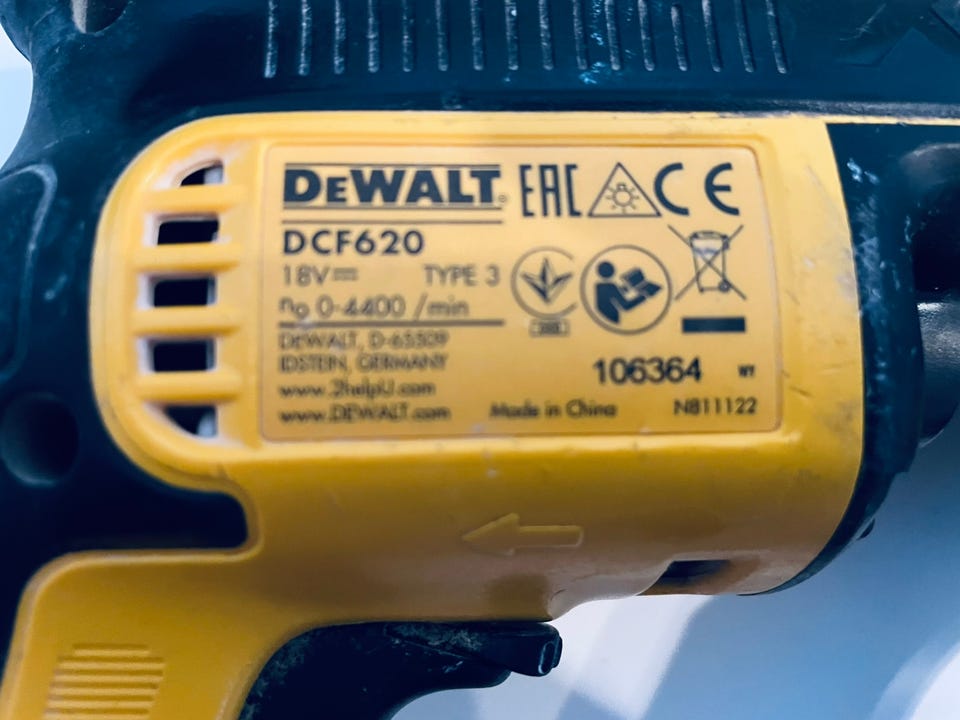 DEWALT EAC CE
DCF620
18V⎓ TYPE 3
n₀ 0-4400 /min
DEWALT, D-65509
IDSTEIN, GERMANY
www.2helpU.com
www.DEWALT.com
Made in China
106364 WY
N811122